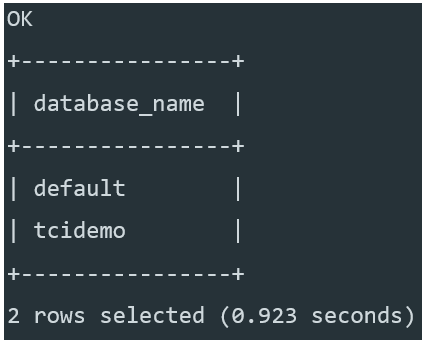 OK
+----------------+
| database_name  |
+----------------+
| default        |
| tcidemo        |
+----------------+
2 rows selected (0.923 seconds)